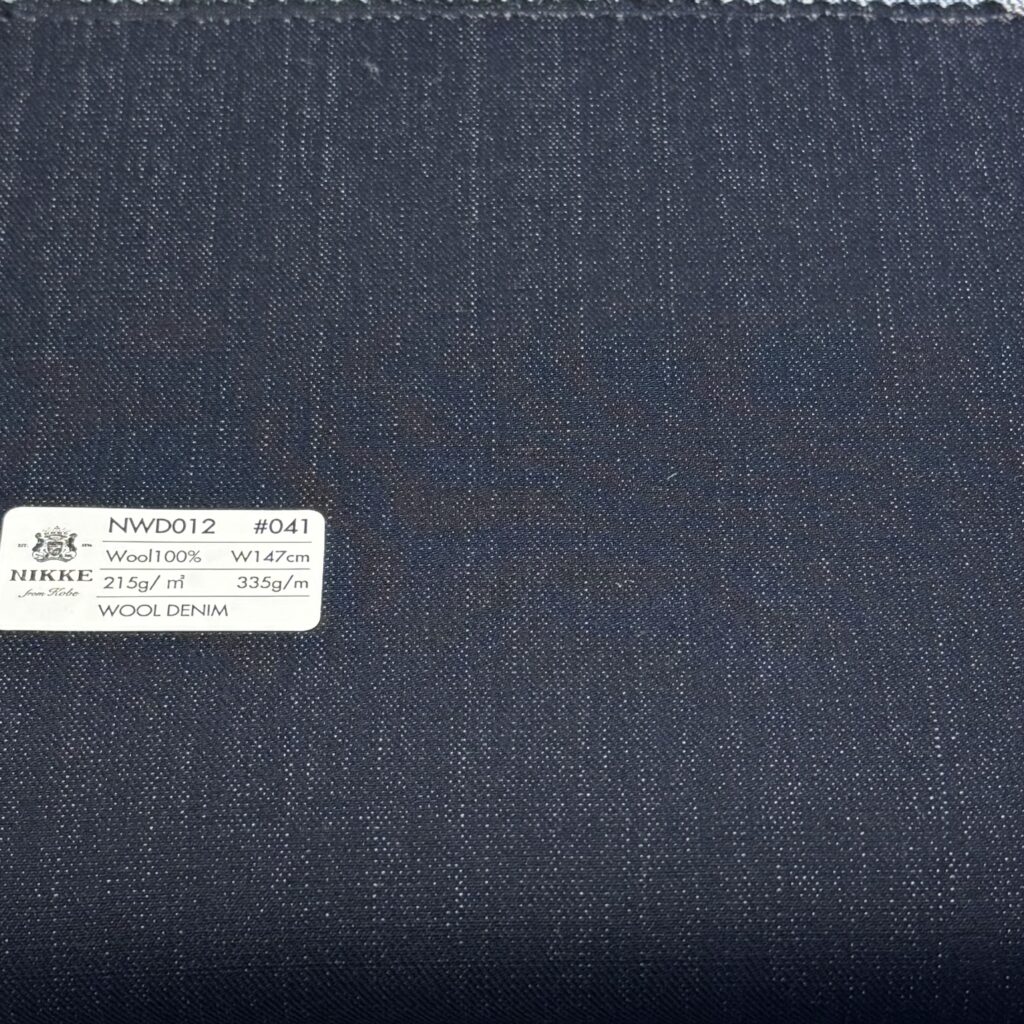 NWD012 #041
Wool100% W147cm
NIKKE
215g/㎡ 335g/m
from Kobe
WOOL DENIM